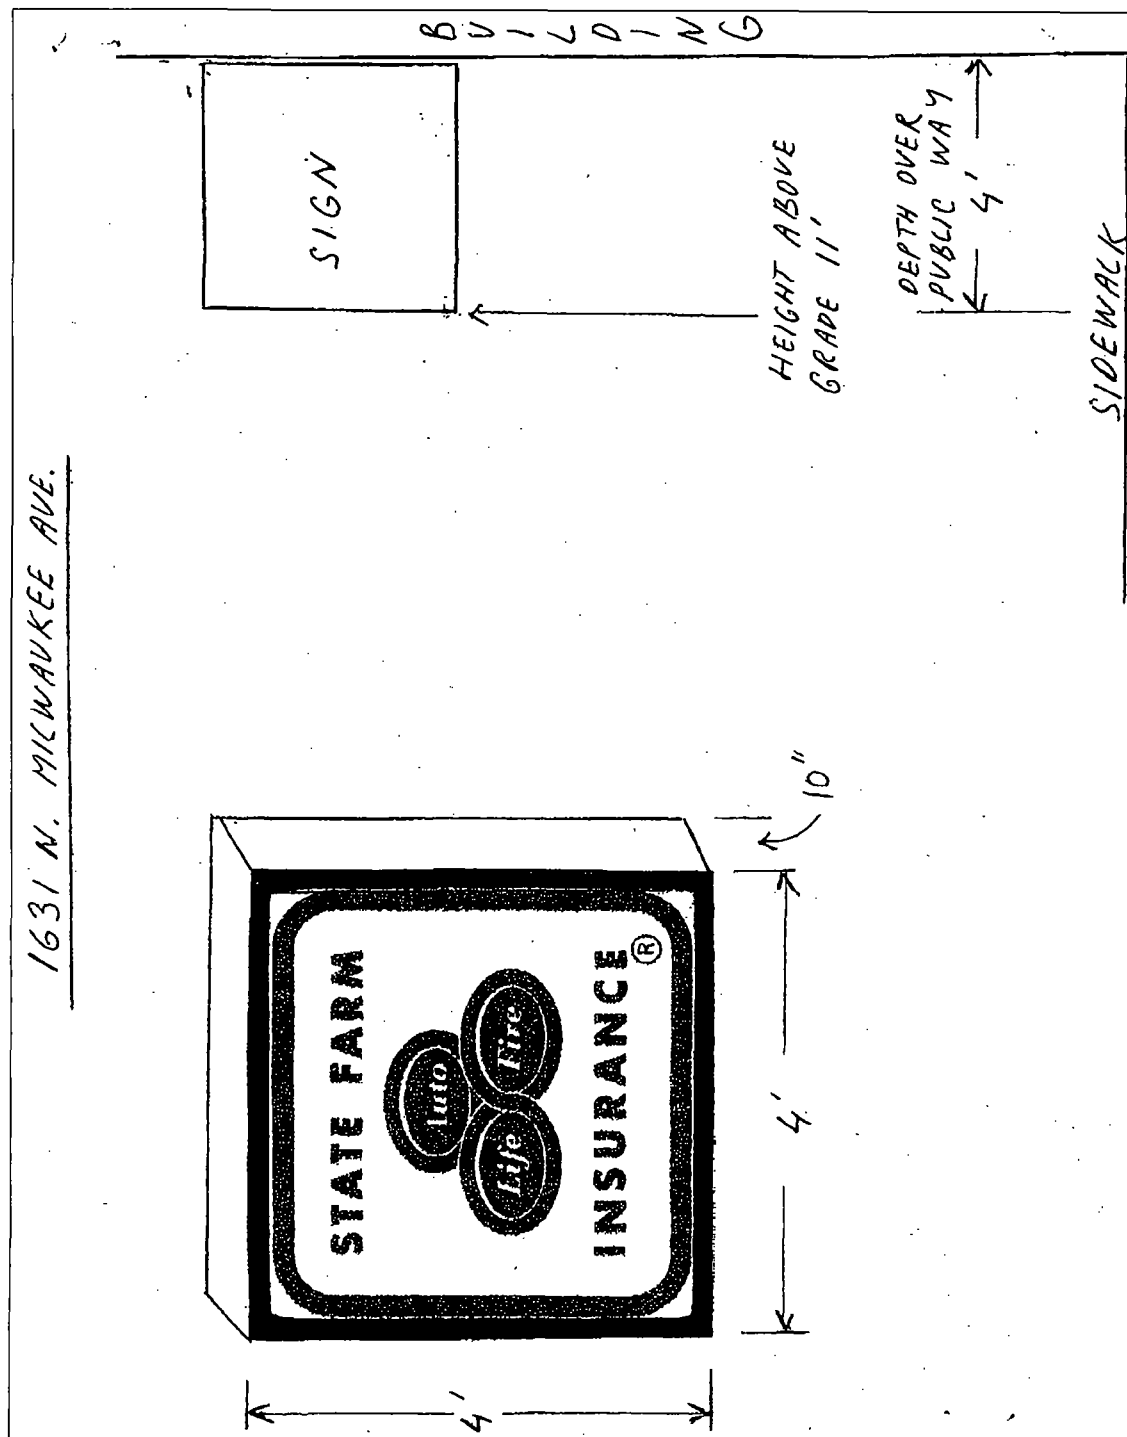 1631 N. MILWAUKEE AVE.
STATE FARM
Auto
Life Fire
INSURANCE®
4'
4'
10"
BUILDING
SIGN
HEIGHT ABOVE
GRADE 11'
DEPTH OVER
PUBLIC WAY
4'
SIDEWALK